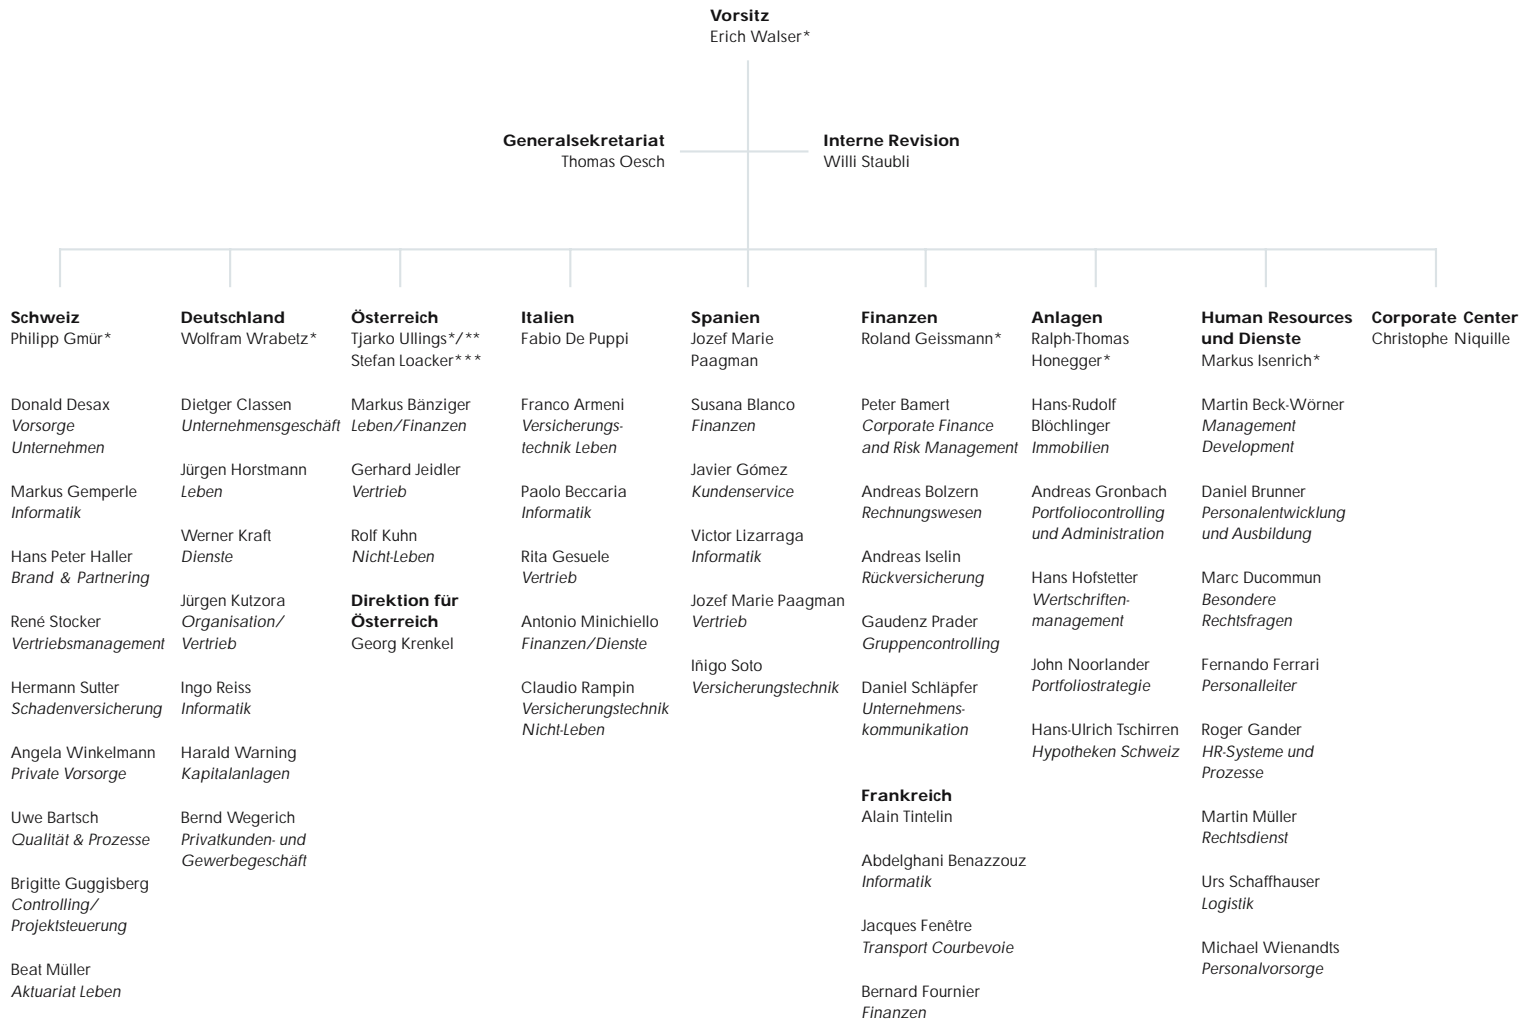 Vorsitz
Erich Walser*
Generalsekretariat
Thomas Oesch
Interne Revision
Willi Staubli
Schweiz
Philipp Gmür*
Donald Desax
Vorsorge
Unternehmen
Markus Gemperle
Informatik
Hans Peter Haller
Brand & Partnering
René Stocker
Vertriebsmanagement
Hermann Sutter
Schadenversicherung
Angela Winkelmann
Private Vorsorge
Uwe Bartsch
Qualität & Prozesse
Brigitte Guggisberg
Controlling/
Projektsteuerung
Beat Müller
Aktuariat Leben
Deutschland
Wolfram Wrabetz*
Dietger Classen
Unternehmensgeschäft
Jürgen Horstmann
Leben
Werner Kraft
Dienste
Jürgen Kutzora
Organisation/
Vertrieb
Ingo Reiss
Informatik
Harald Warning
Kapitalanlagen
Bernd Wegerich
Privatkunden- und
Gewerbegeschäft
Österreich
Tjarko Ullings*/**
Stefan Loacker***
Markus Bänziger
Leben/Finanzen
Gerhard Jeidler
Vertrieb
Rolf Kuhn
Nicht-Leben
Direktion für
Österreich
Georg Krenkel
Italien
Fabio De Puppi
Franco Armeni
Versicherungs-
technik Leben
Paolo Beccaria
Informatik
Rita Gesuele
Vertrieb
Antonio Minichiello
Finanzen/Dienste
Claudio Rampin
Versicherungstechnik
Nicht-Leben
Spanien
Jozef Marie
Paagman
Susana Blanco
Finanzen
Javier Gómez
Kundenservice
Victor Lizarraga
Informatik
Jozef Marie Paagman
Vertrieb
Iñigo Soto
Versicherungstechnik
Finanzen
Roland Geissmann*
Peter Bamert
Corporate Finance
and Risk Management
Andreas Bolzern
Rechnungswesen
Andreas Iselin
Rückversicherung
Gaudenz Prader
Gruppencontrolling
Daniel Schläpfer
Unternehmens-
kommunikation
Frankreich
Alain Tintelin
Abdelghani Benazzouz
Informatik
Jacques Fenêtre
Transport Courbevoie
Bernard Fournier
Finanzen
Anlagen
Ralph-Thomas
Honegger*
Hans-Rudolf
Blöchlinger
Immobilien
Andreas Gronbach
Portfoliocontrolling
und Administration
Hans Hofstetter
Wertschriften-
management
John Noorlander
Portfoliostrategie
Hans-Ulrich Tschirren
Hypotheken Schweiz
Human Resources
und Dienste
Markus Isenrich*
Martin Beck-Wörner
Management
Development
Daniel Brunner
Personalentwicklung
und Ausbildung
Marc Ducommun
Besondere
Rechtsfragen
Fernando Ferrari
Personalleiter
Roger Gander
HR-Systeme und
Prozesse
Martin Müller
Rechtsdienst
Urs Schaffhauser
Logistik
Michael Wienandts
Personalvorsorge
Corporate Center
Christophe Niquille